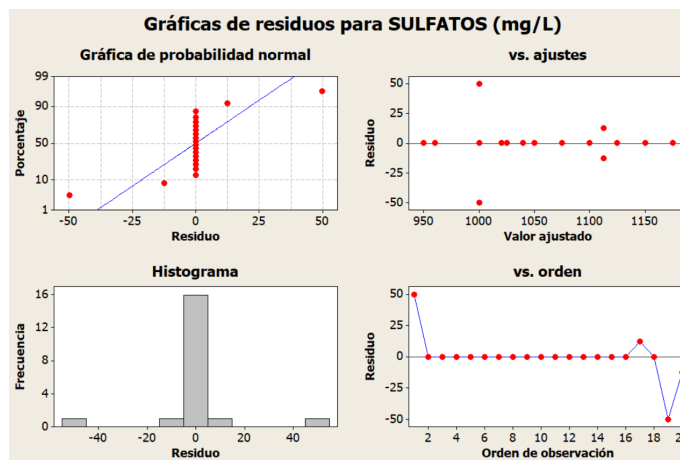 Gráficas de residuos para SULFATOS (mg/L)
Gráfica de probabilidad normal
99
90
50
10
1
Porcentaje
-50 -25 0 25 50
Residuo
vs. ajustes
50
25
0
-25
-50
Residuo
950 1000 1050 1100 1150
Valor ajustado
Histograma
16
12
8
4
0
Frecuencia
-40 -20 0 20 40
Residuo
vs. orden
50
25
0
-25
-50
Residuo
2 4 6 8 10 12 14 16 18
Orden de observación